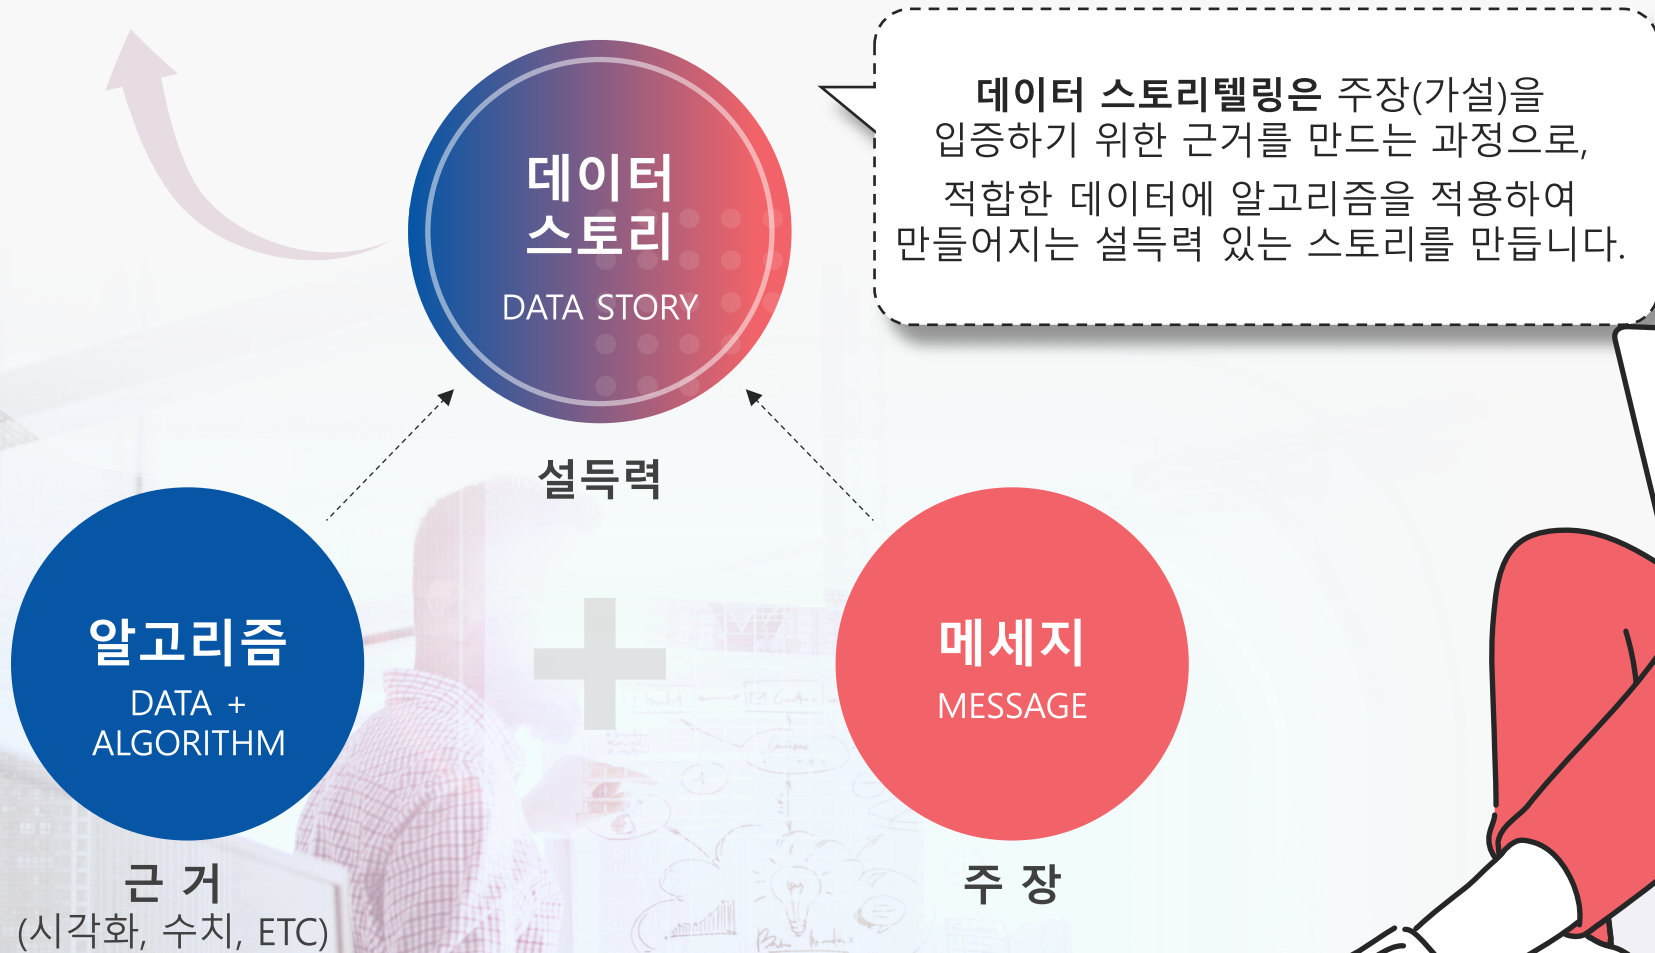 데이터
스토리
DATA STORY
데이터 스토리텔링은 주장(가설)을
입증하기 위한 근거를 만드는 과정으로,
적합한 데이터에 알고리즘을 적용하여
만들어지는 설득력 있는 스토리를 만듭니다.
설득력
알고리즘
DATA +
ALGORITHM
메세지
MESSAGE
근 거
(시각화, 수치, ETC)
주 장